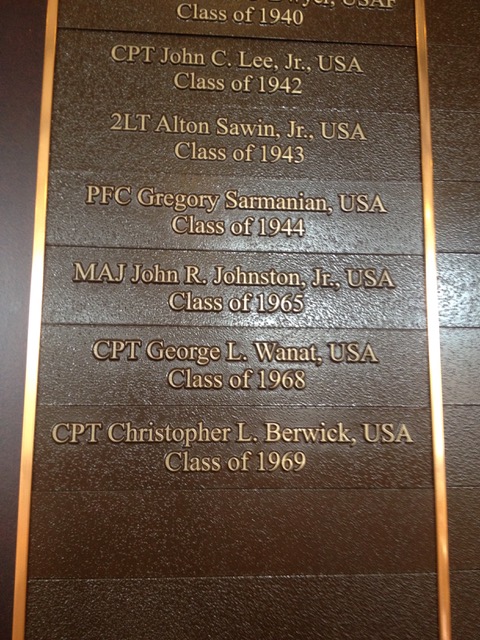 Dwyer, USAF
Class of 1940
CPT John C. Lee, Jr., USA
Class of 1942
2LT Alton Sawin, Jr., USA
Class of 1943
PFC Gregory Sarmanian, USA
Class of 1944
MAJ John R. Johnston, Jr., USA
Class of 1965
CPT George L. Wanat, USA
Class of 1968
CPT Christopher L. Berwick, USA
Class of 1969